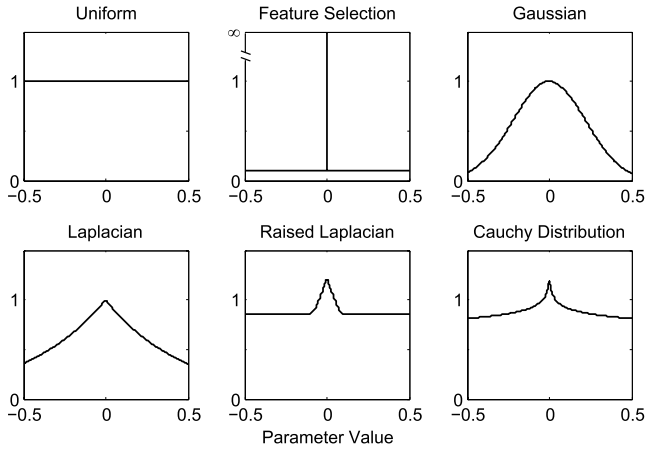 Uniform
Feature Selection
Gaussian
∞
1
1
1
0
0
0
−0.5 0 0.5
−0.5 0 0.5
−0.5 0 0.5
Laplacian
Raised Laplacian
Cauchy Distribution
1
1
1
0
0
0
−0.5 0 0.5
−0.5 0 0.5
−0.5 0 0.5
Parameter Value